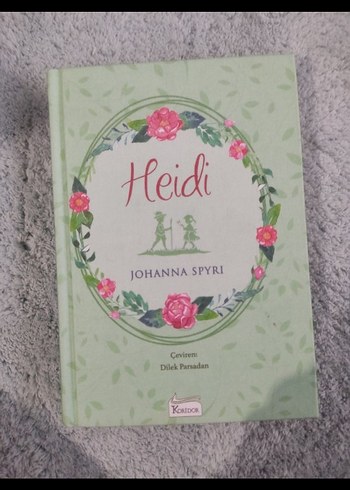 Heidi
JOHANNA SPYRI
Çeviren:
Dilek Parsadan
KORIDOR